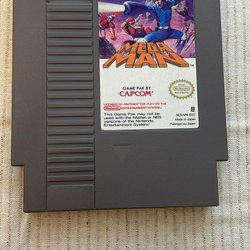 MEGA
MAN
GAME PAK BY
CAPCOM
LICENSED BY NINTENDO FOR PLAY ON THE
Nintendo
ENTERTAINMENT SYSTEM
This Game Pak may not be
used with the Mattel or NES
versions of the Nintendo
Entertainment System.
B
Made in Japan
Fabriqué au Japon